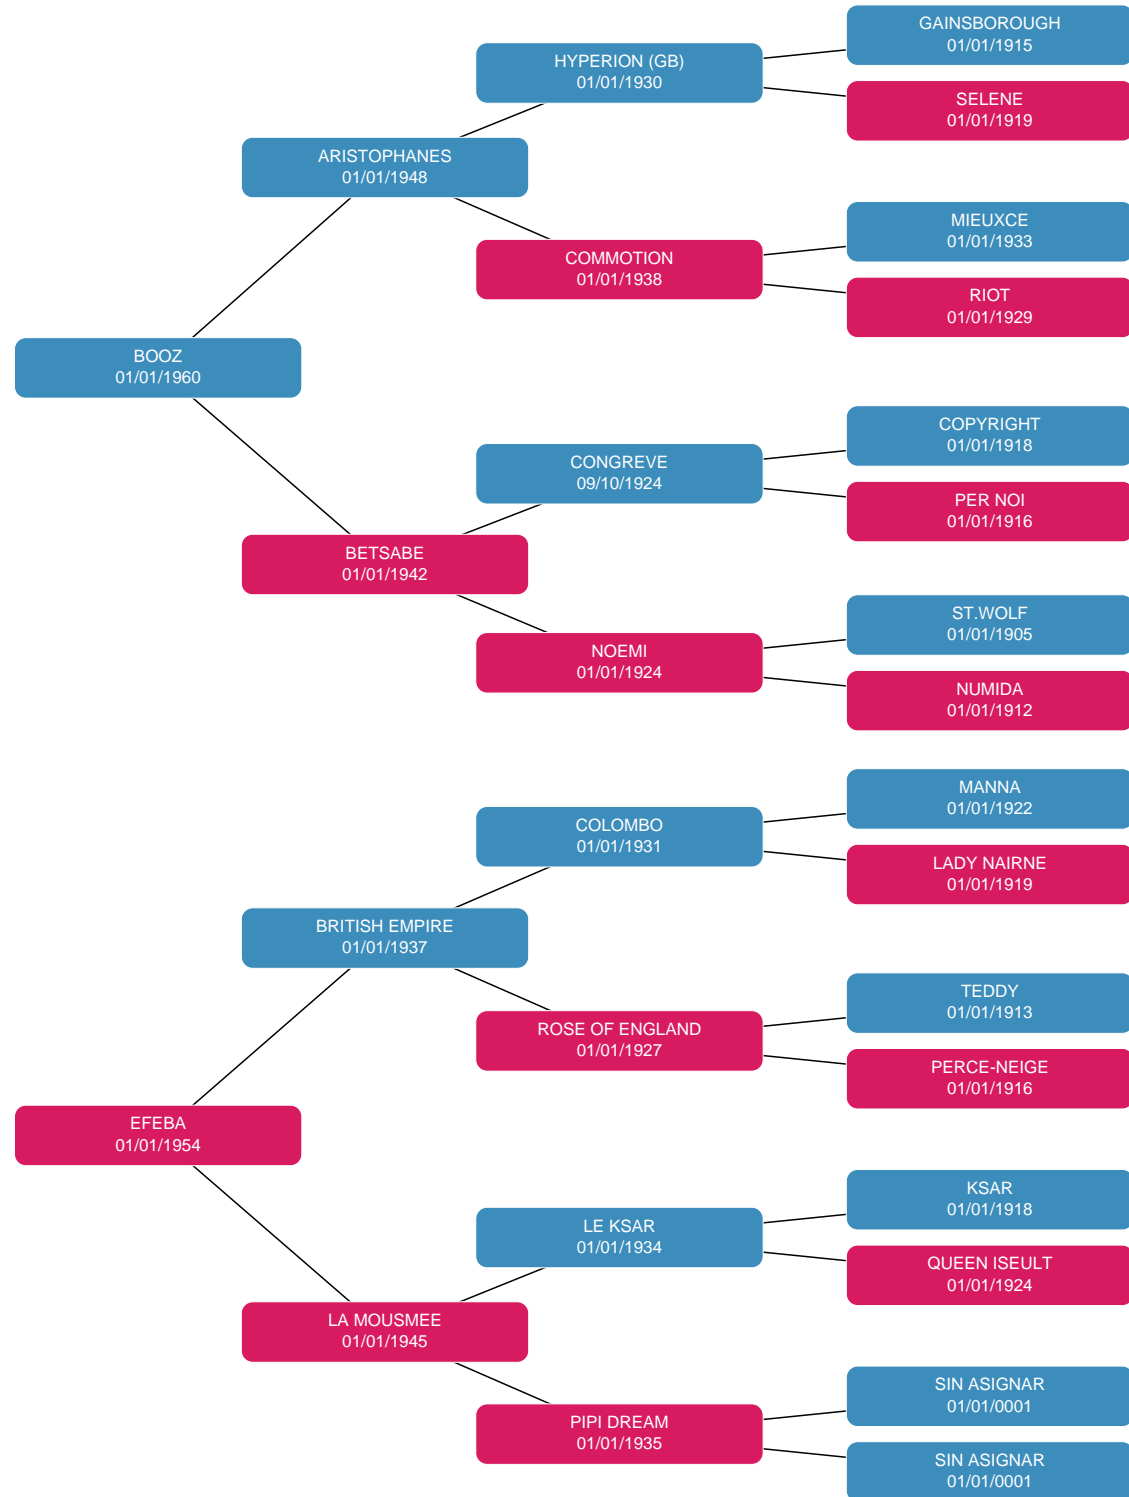 GAINSBOROUGH
01/01/1915
HYPERION (GB)
01/01/1930
SELENE
01/01/1919
ARISTOPHANES
01/01/1948
MIEUXCE
01/01/1933
COMMOTION
01/01/1938
RIOT
01/01/1929
BOOZ
01/01/1960
COPYRIGHT
01/01/1918
CONGREVE
09/10/1924
PER NOI
01/01/1916
BETSABE
01/01/1942
ST.WOLF
01/01/1905
NOEMI
01/01/1924
NUMIDA
01/01/1912
MANNA
01/01/1922
COLOMBO
01/01/1931
LADY NAIRNE
01/01/1919
BRITISH EMPIRE
01/01/1937
TEDDY
01/01/1913
ROSE OF ENGLAND
01/01/1927
PERCE-NEIGE
01/01/1916
EFEBA
01/01/1954
KSAR
01/01/1918
LE KSAR
01/01/1934
QUEEN ISEULT
01/01/1924
LA MOUSMEE
01/01/1945
SIN ASIGNAR
01/01/0001
PIPI DREAM
01/01/1935
SIN ASIGNAR
01/01/0001